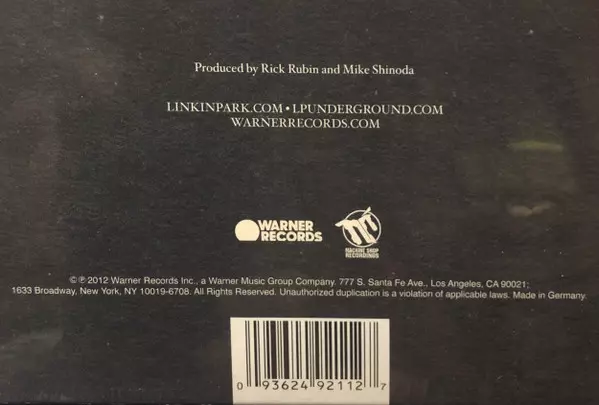 Produced by Rick Rubin and Mike Shinoda
LINKINPARK.COM • LPUNDERGROUND.COM
WARNERRECORDS.COM
WARNER
RECORDS
MACHINE SHOP
RECORDINGS
©℗ 2012 Warner Records Inc., a Warner Music Group Company. 777 S. Santa Fe Ave., Los Angeles, CA 90021;
1633 Broadway, New York, NY 10019-6708. All Rights Reserved. Unauthorized duplication is a violation of applicable laws. Made in Germany.
0 93624 92112 7